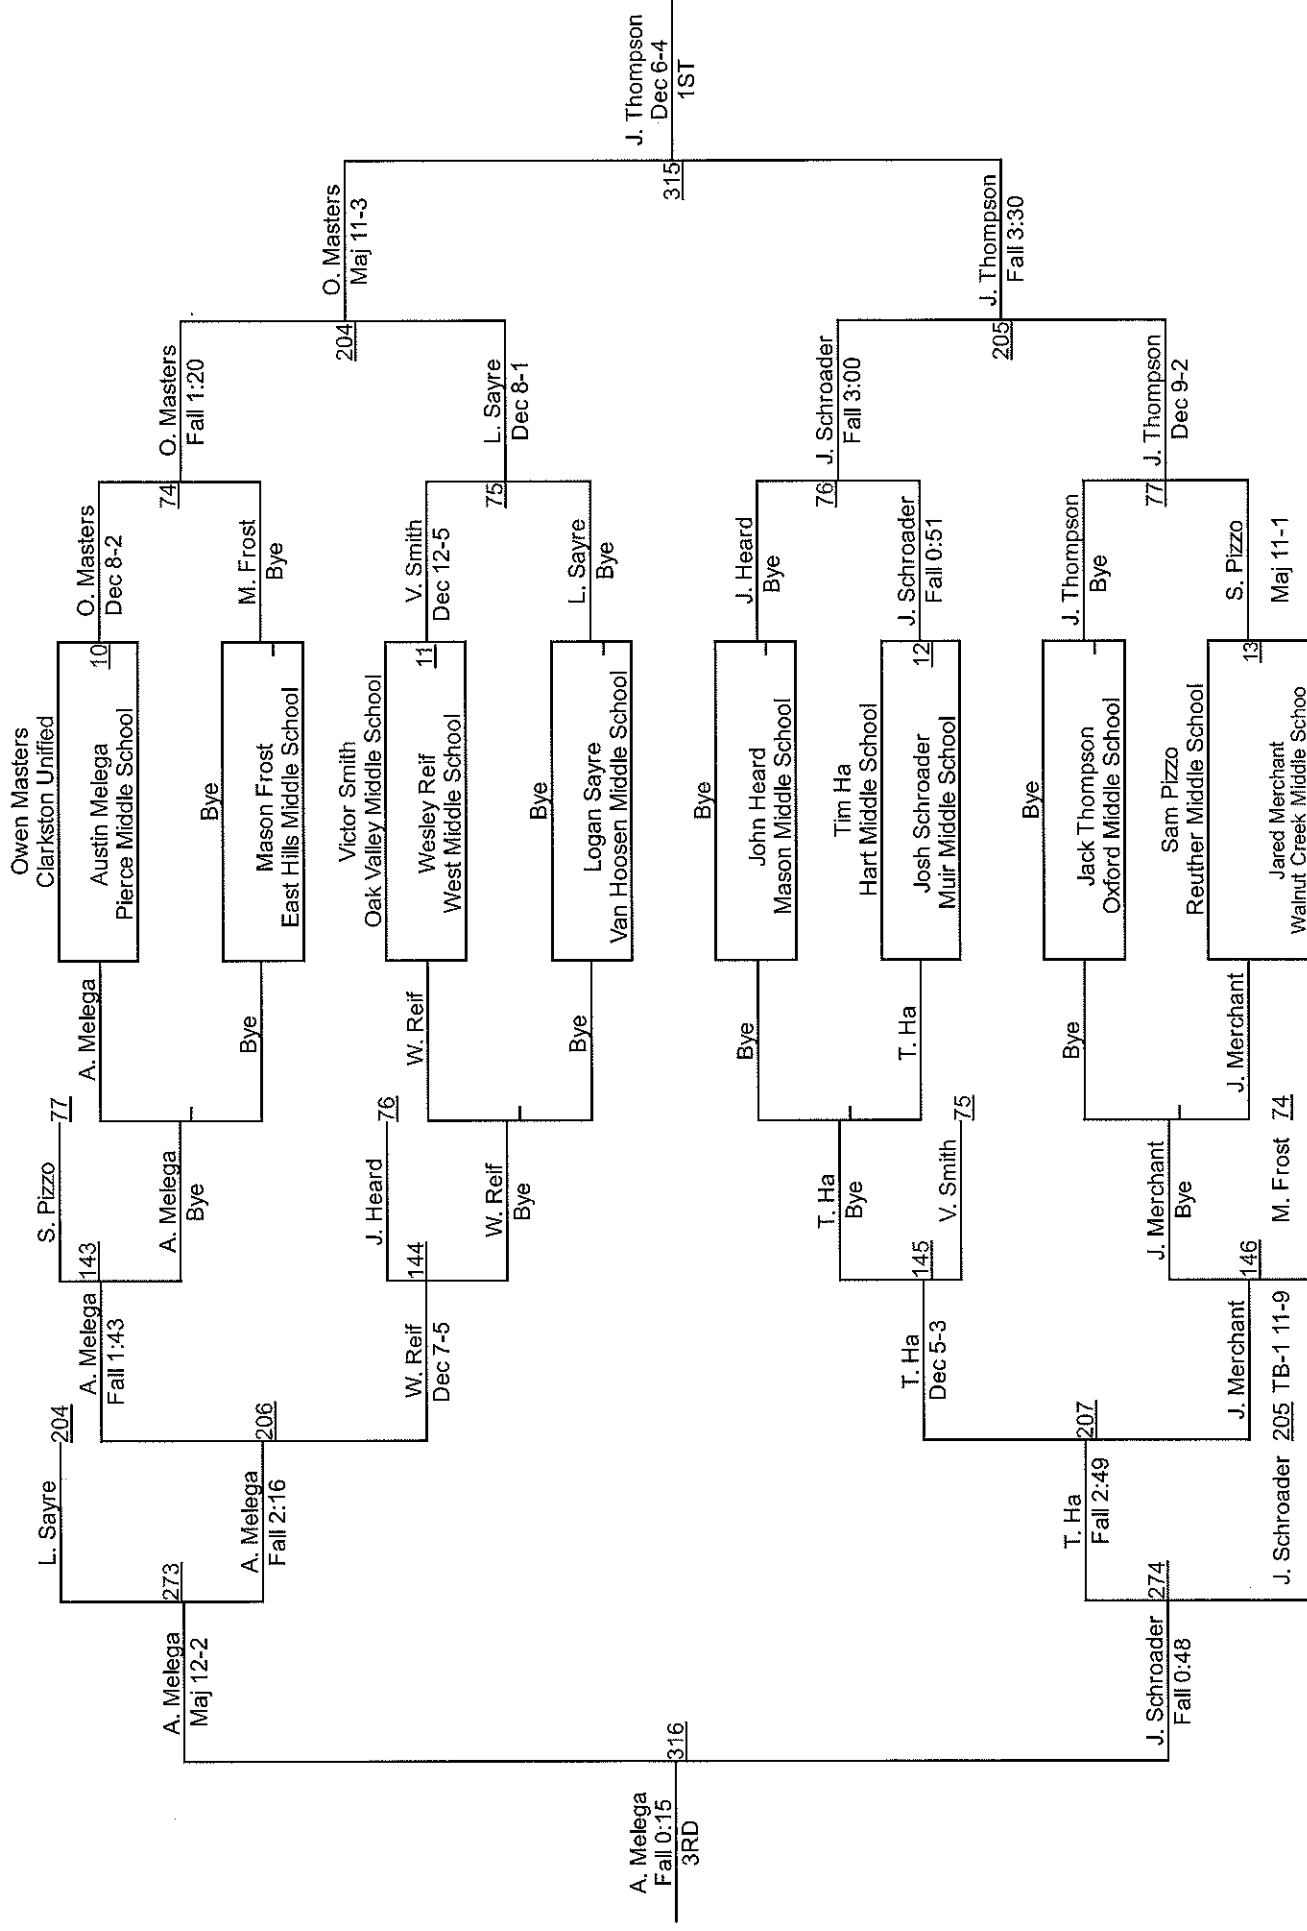 Owen Masters
Clarkston Unified
Austin Melega
Pierce Middle School
10
O. Masters
Dec 8-2
Bye
Mason Frost
East Hills Middle School
M. Frost
Bye
74
O. Masters
Fall 1:20
Victor Smith
Oak Valley Middle School
Wesley Reif
West Middle School
11
V. Smith
Dec 12-5
Bye
Logan Sayre
Van Hoosen Middle School
L. Sayre
Bye
75
L. Sayre
Dec 8-1
204
O. Masters
Maj 11-3
Bye
John Heard
Mason Middle School
J. Heard
Bye
Tim Ha
Hart Middle School
Josh Schroader
Muir Middle School
12
J. Schroader
Fall 0:51
76
J. Schroader
Fall 3:00
Bye
Jack Thompson
Oxford Middle School
J. Thompson
Bye
Sam Pizzo
Reuther Middle School
Jared Merchant
Walnut Creek Middle Schoo
13
S. Pizzo
Maj 11-1
77
J. Thompson
Dec 9-2
205
J. Thompson
Fall 3:30
315
J. Thompson
Dec 6-4
1ST
A. Melega
Bye
S. Pizzo
77
A. Melega
Bye
143
A. Melega
Fall 1:43
W. Reif
Bye
J. Heard
76
W. Reif
Bye
144
W. Reif
Dec 7-5
L. Sayre
204
206
A. Melega
Fall 2:16
273
A. Melega
Maj 12-2
Bye
T. Ha
T. Ha
Bye
V. Smith
75
145
T. Ha
Dec 5-3
Bye
J. Merchant
J. Merchant
Bye
M. Frost
74
146
J. Merchant
TB-1 11-9
207
T. Ha
Fall 2:49
J. Schroader
205
274
J. Schroader
Fall 0:48
316
A. Melega
Fall 0:15
3RD